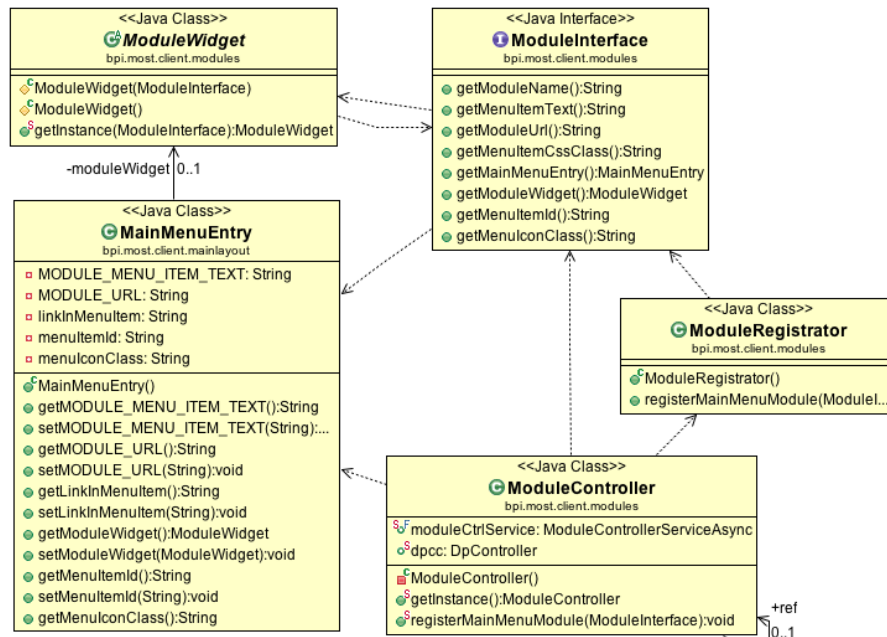 <<Java Class>>
ModuleWidget
bpi.most.client.modules
ModuleWidget(ModuleInterface)
ModuleWidget()
getInstance(ModuleInterface):ModuleWidget
<<Java Interface>>
ModuleInterface
bpi.most.client.modules
getModuleName():String
getMenuItemText():String
getModuleUrl():String
getMenuItemCssClass():String
getMainMenuEntry():MainMenuEntry
getModuleWidget():ModuleWidget
getMenuItemId():String
getMenuIconClass():String
-moduleWidget 0..1
<<Java Class>>
MainMenuEntry
bpi.most.client.mainlayout
MODULE_MENU_ITEM_TEXT: String
MODULE_URL: String
linkInMenuItem: String
menuItemId: String
menuIconClass: String
MainMenuEntry()
getMODULE_MENU_ITEM_TEXT():String
setMODULE_MENU_ITEM_TEXT(String):...
getMODULE_URL():String
setMODULE_URL(String):void
getLinkInMenuItem():String
setLinkInMenuItem(String):void
getModuleWidget():ModuleWidget
setModuleWidget(ModuleWidget):void
getMenuItemId():String
setMenuItemId(String):void
getMenuIconClass():String
<<Java Class>>
ModuleRegistrator
bpi.most.client.modules
ModuleRegistrator()
registerMainMenuModule(ModuleI...
<<Java Class>>
ModuleController
bpi.most.client.modules
moduleCtrlService: ModuleControllerServiceAsync
dpcc: DpController
ModuleController()
getInstance():ModuleController
registerMainMenuModule(ModuleInterface):void
+ref
0..1